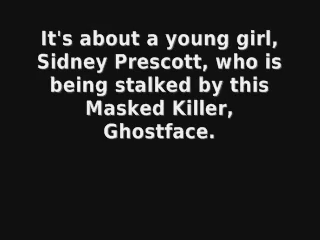 It's about a young girl,
Sidney Prescott, who is
being stalked by this
Masked Killer,
Ghostface.